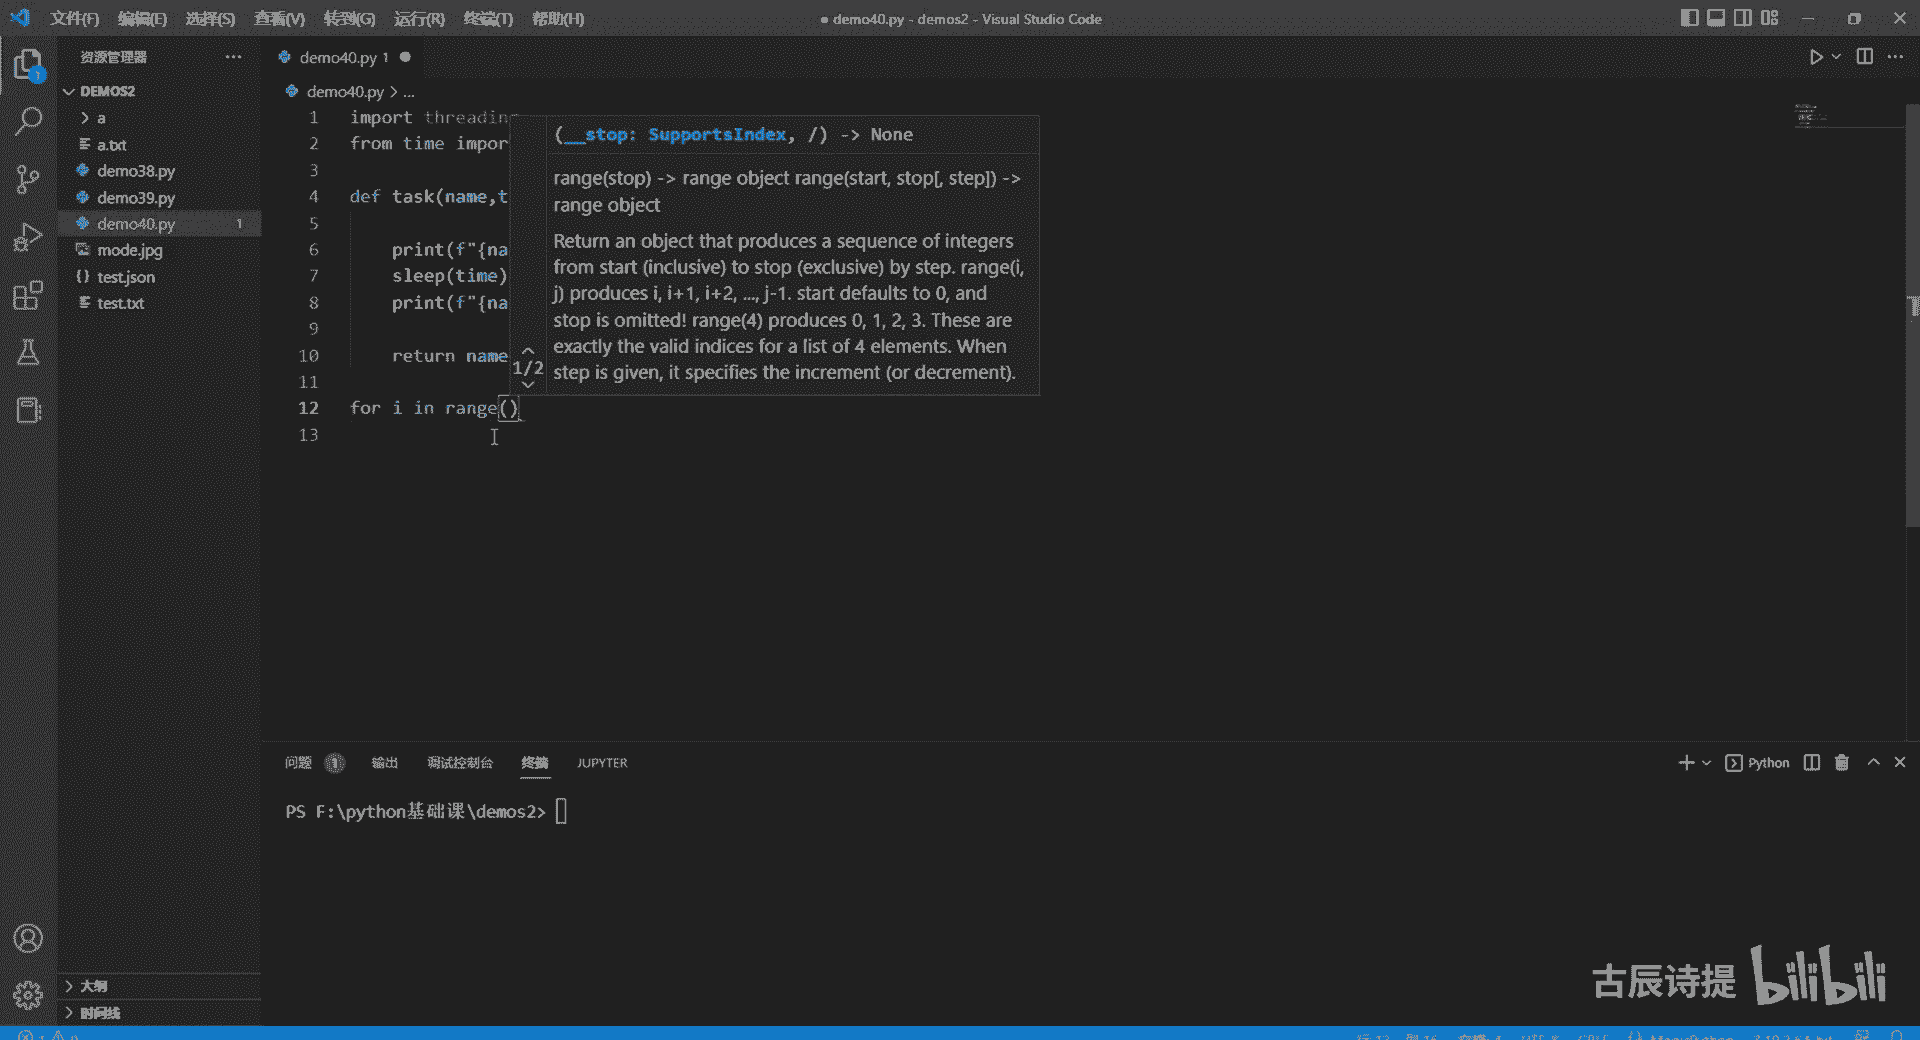 文件(F) 编辑(E) 选择(S) 查看(V) 转到(G) 运行(R) 终端(T) 帮助(H)
● demo40.py - demos2 - Visual Studio Code
资源管理器
DEMOS2
a
a.txt
demo38.py
demo39.py
demo40.py 1
mode.jpg
test.json
test.txt
大纲
时间线
1
demo40.py 1
demo40.py > ...
1 import threading
2 from time impor
3
4 def task(name,t
5
6 print(f"{na
7 sleep(time)
8 print(f"{na
9
10 return name
11
12 for i in range()
13
1/2
(__stop: SupportsIndex, /) -> None
range(stop) -> range object range(start, stop[, step]) ->
range object
Return an object that produces a sequence of integers
from start (inclusive) to stop (exclusive) by step. range(i,
j) produces i, i+1, i+2, ..., j-1. start defaults to 0, and
stop is omitted! range(4) produces 0, 1, 2, 3. These are
exactly the valid indices for a list of 4 elements. When
step is given, it specifies the increment (or decrement).
问题 1 输出 调试控制台 终端 JUPYTER
Python
PS F:\python基础课\demos2>
古辰诗提 bilibili